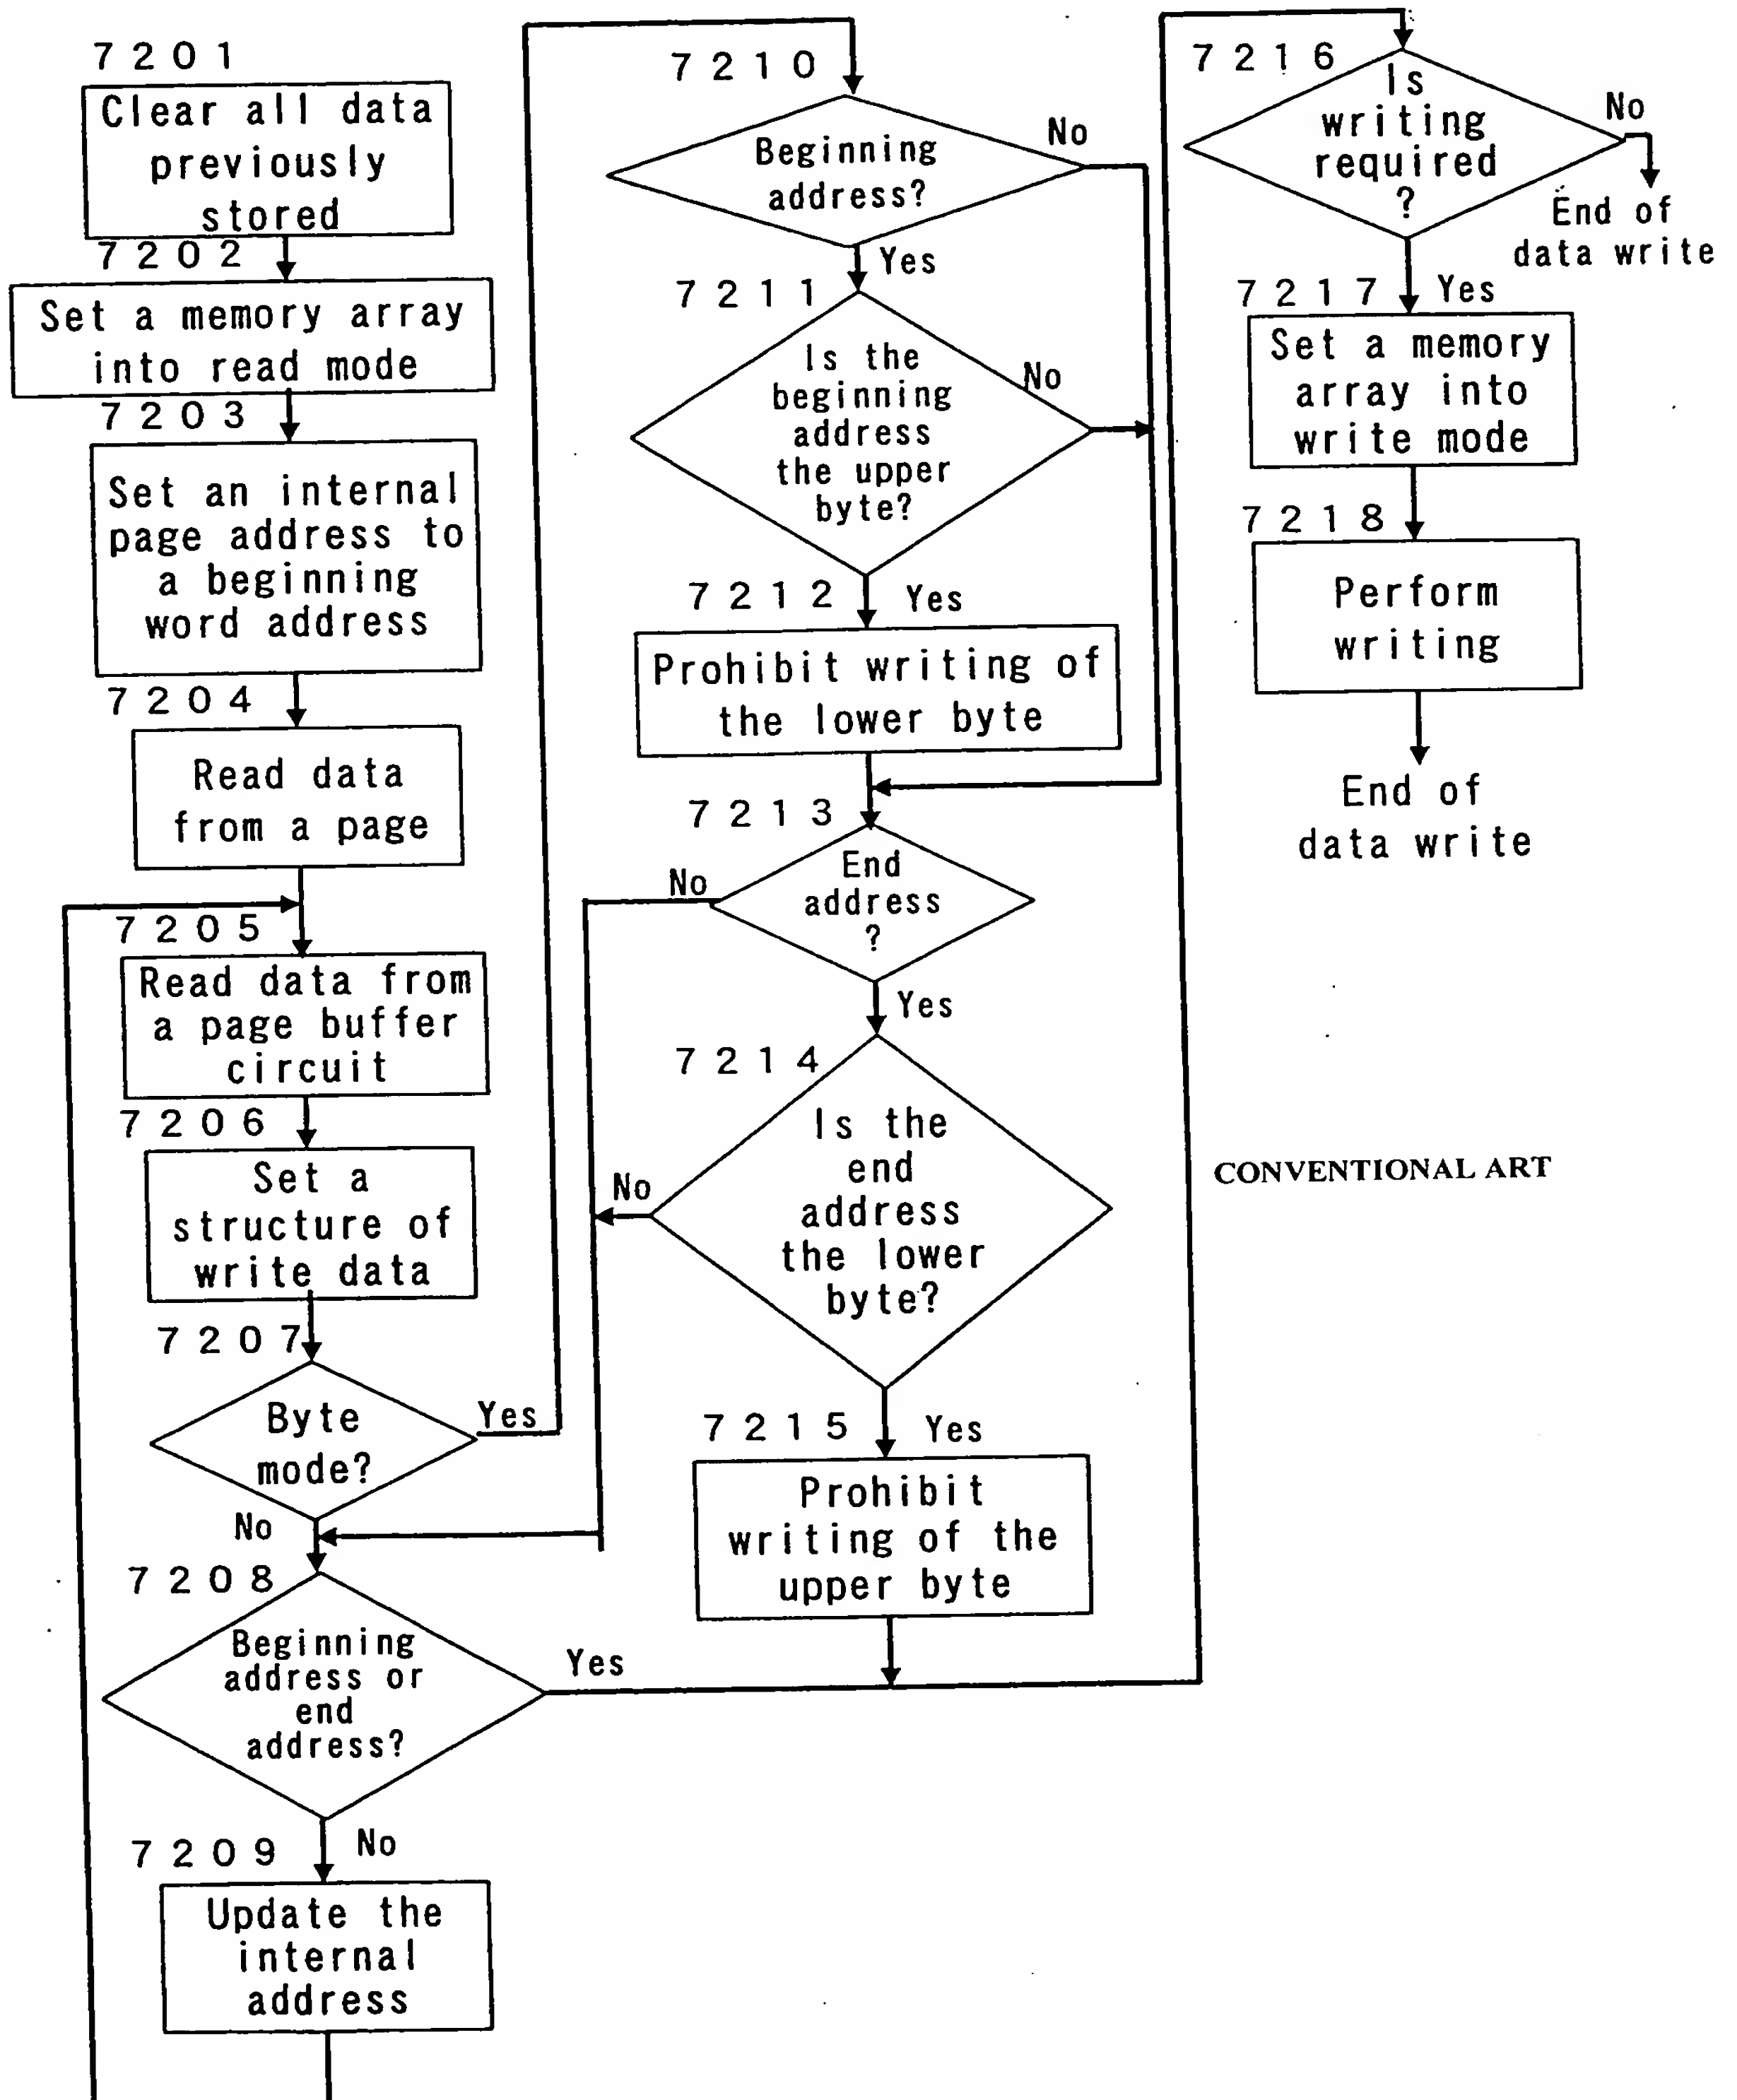 7201
Clear all data
previously
stored
7202
Set a memory array
into read mode
7203
Set an internal
page address to
a beginning
word address
7204
Read data
from a page
7205
Read data from
a page buffer
circuit
7206
Set a
structure of
write data
7207
Byte
mode?
Yes
No
7208
Beginning
address or
end
address?
Yes
No
7209
Update the
internal
address
7210
Beginning
address?
No
Yes
7211
Is the
beginning
address
the upper
byte?
No
Yes
7212
Prohibit writing of
the lower byte
7213
End
address
?
No
Yes
7214
Is the
end
address
the lower
byte?
No
Yes
7215
Prohibit
writing of the
upper byte
7216
Is
writing
required
?
No
End of
data write
Yes
7217
Set a memory
array into
write mode
7218
Perform
writing
End of
data write
CONVENTIONAL ART